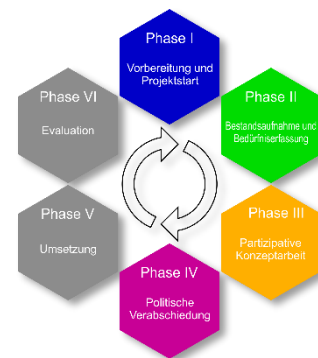 Phase I
Vorbereitung und
Projektstart
Phase II
Bestandsaufnahme und
Bedürfniserfassung
Phase III
Partizipative
Konzeptarbeit
Phase IV
Politische
Verabschiedung
Phase V
Umsetzung
Phase VI
Evaluation